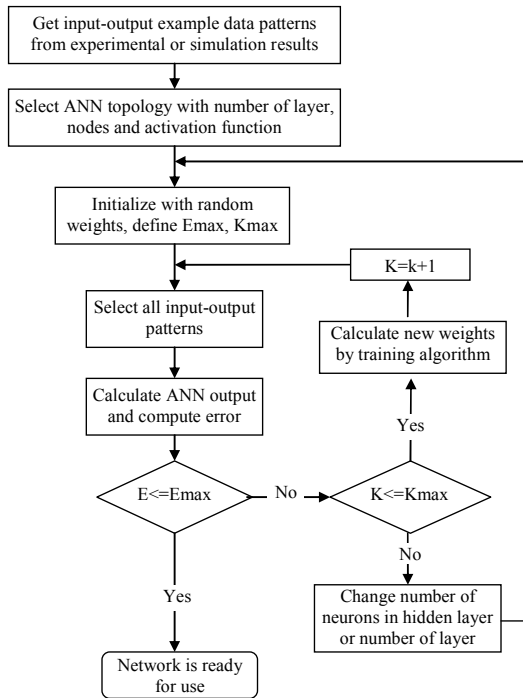 Get input-output example data patterns
from experimental or simulation results
Select ANN topology with number of layer,
nodes and activation function
Initialize with random
weights, define Emax, Kmax
K=k+1
Select all input-output
patterns
Calculate new weights
by training algorithm
Calculate ANN output
and compute error
Yes
E<=Emax
No
K<=Kmax
No
Yes
Change number of
neurons in hidden layer
or number of layer
Network is ready
for use